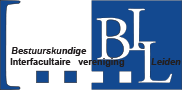 BIL
Bestuurskundige
Interfacultaire vereniging Leiden